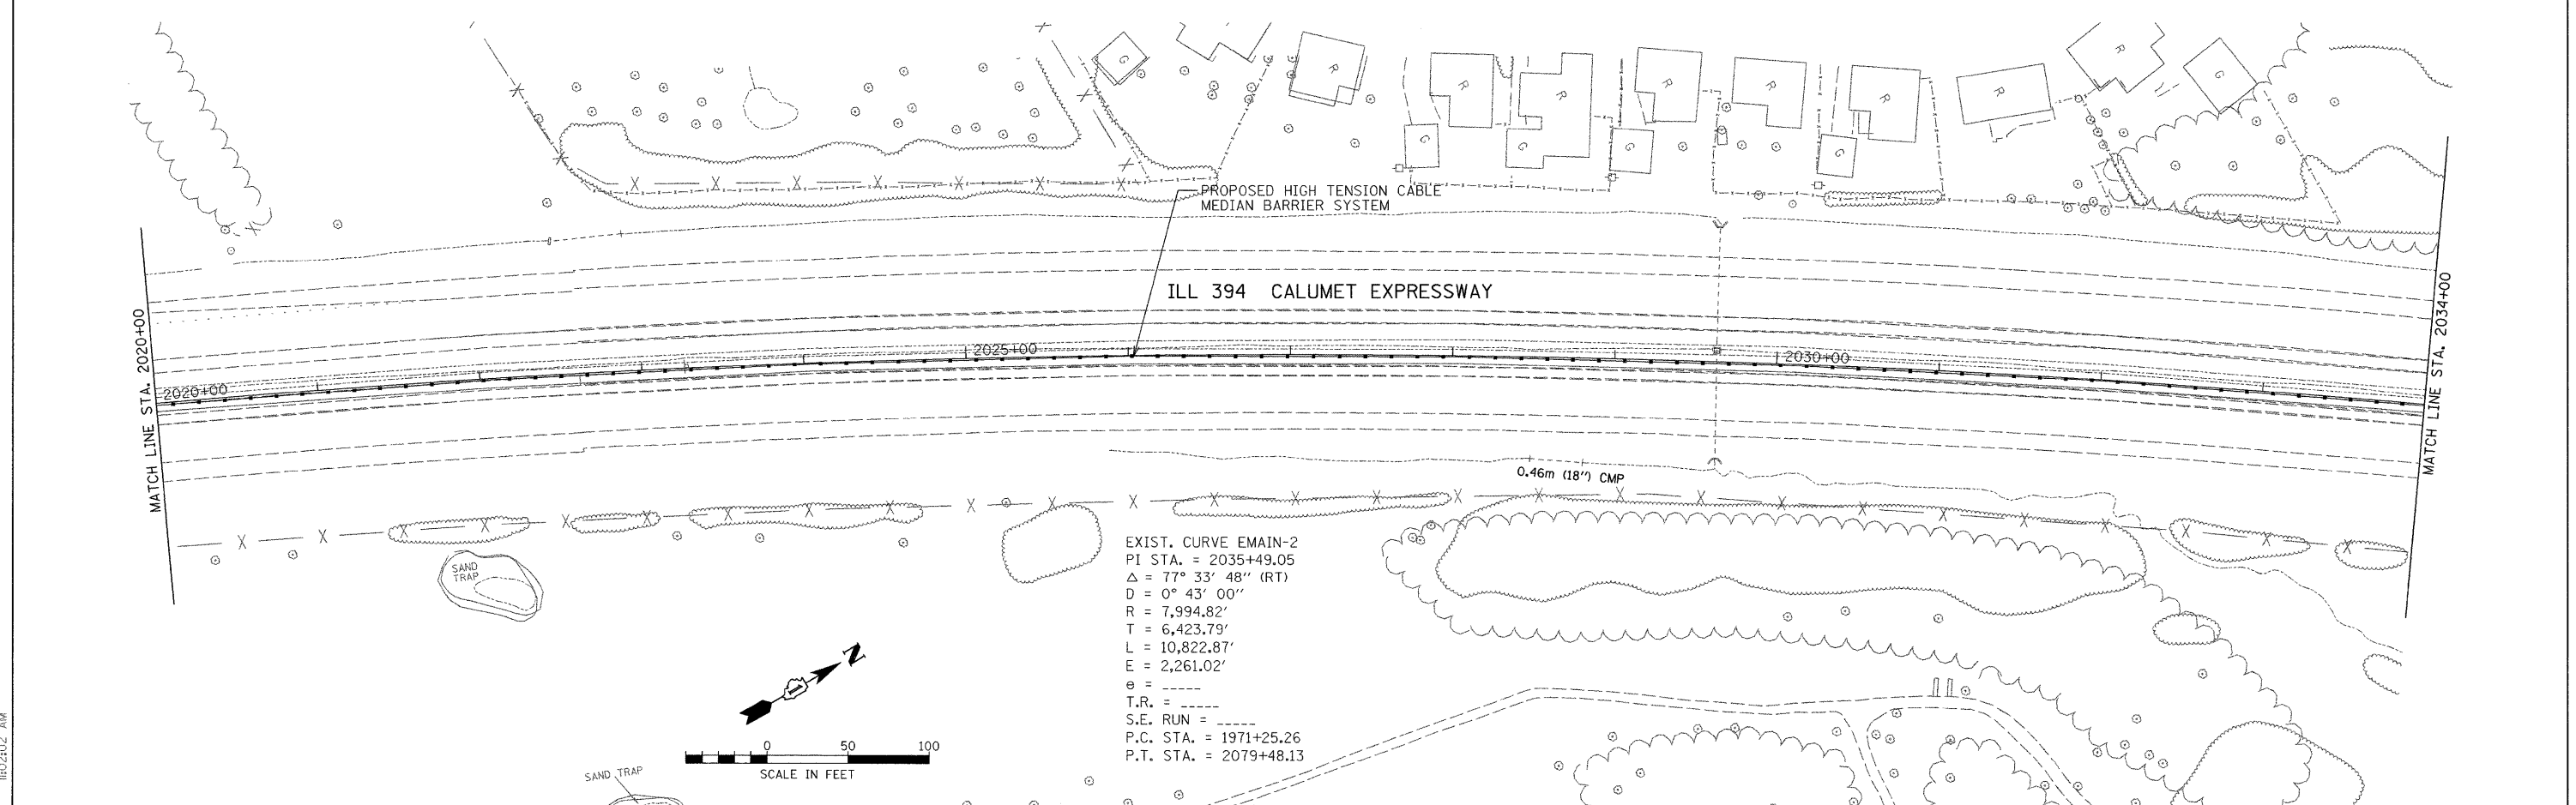 G
R
R
R
R
R
R
R
R
G
G
G
G
G
PROPOSED HIGH TENSION CABLE
MEDIAN BARRIER SYSTEM
ILL 394 CALUMET EXPRESSWAY
MATCH LINE STA. 2020+00
2020+00
2025+00
2030+00
MATCH LINE STA. 2034+00
0.46m (18") CMP
SAND
TRAP
EXIST. CURVE EMAIN-2
PI STA. = 2035+49.05
Δ = 77° 33' 48" (RT)
D = 0° 43' 00"
R = 7,994.82'
T = 6,423.79'
L = 10,822.87'
E = 2,261.02'
e = _____
T.R. = _____
S.E. RUN = _____
P.C. STA. = 1971+25.26
P.T. STA. = 2079+48.13
N
0 50 100
SCALE IN FEET
SAND TRAP
11:02:02 AM